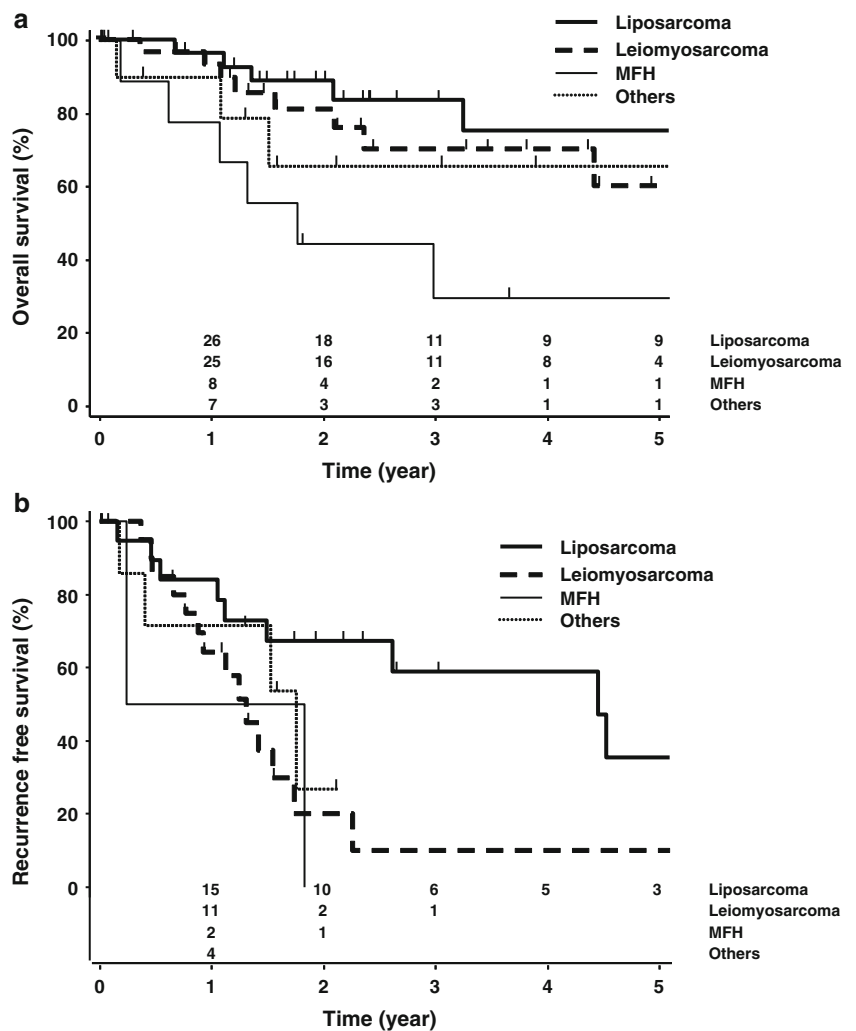 a
Liposarcoma
Leiomyosarcoma
MFH
Others
Overall survival (%)
100
80
60
40
20
0
26 18 11 9 9 Liposarcoma
25 16 11 8 4 Leiomyosarcoma
8 4 2 1 1 MFH
7 3 3 1 1 Others
0 1 2 3 4 5
Time (year)
b
Liposarcoma
Leiomyosarcoma
MFH
Others
Recurrence free survival (%)
100
80
60
40
20
0
15 10 6 5 3 Liposarcoma
11 2 1 Leiomyosarcoma
2 1 MFH
4 Others
0 1 2 3 4 5
Time (year)